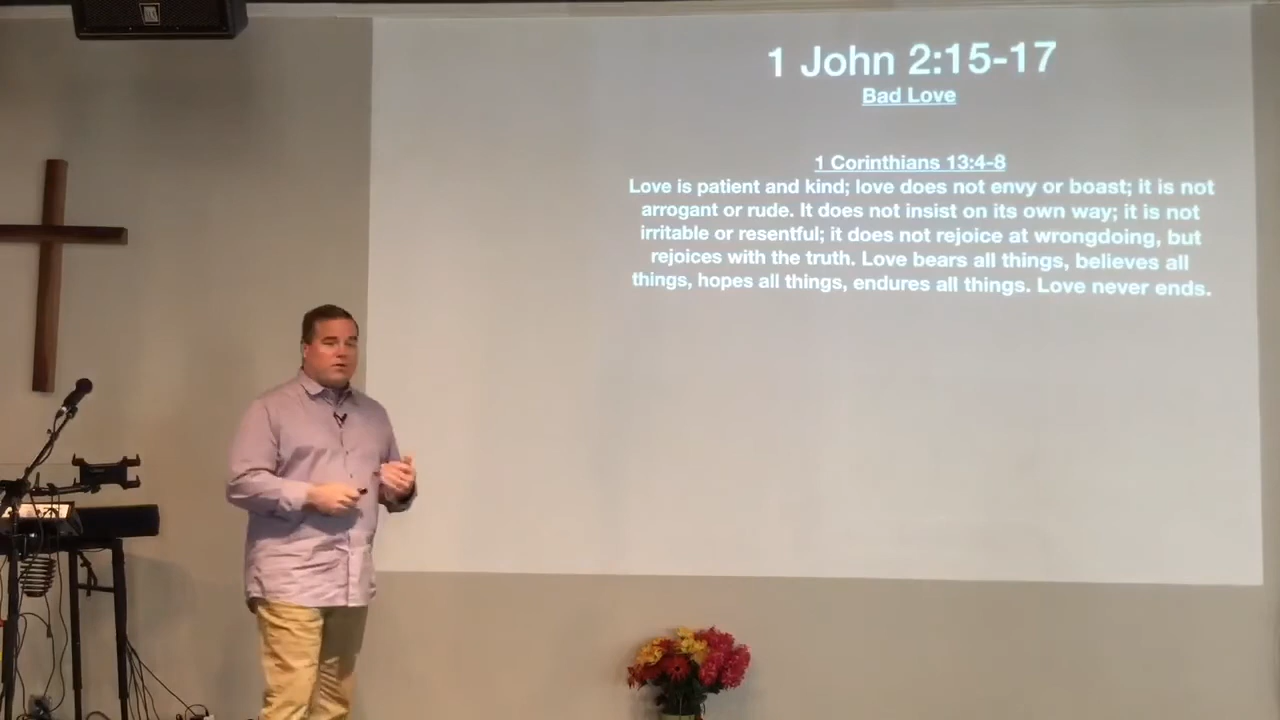 1 John 2:15-17
Bad Love
1 Corinthians 13:4-8
Love is patient and kind; love does not envy or boast; it is not
arrogant or rude. It does not insist on its own way; it is not
irritable or resentful; it does not rejoice at wrongdoing, but
rejoices with the truth. Love bears all things, believes all
things, hopes all things, endures all things. Love never ends.